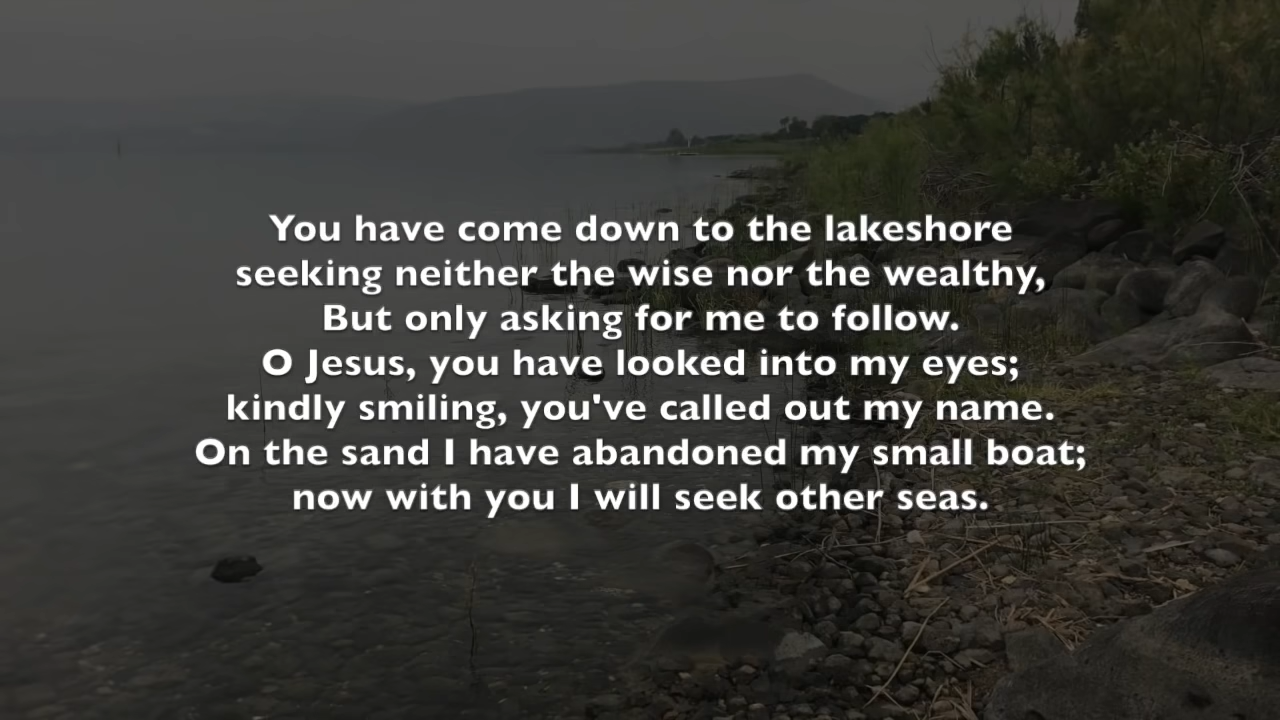 You have come down to the lakeshore
seeking neither the wise nor the wealthy,
But only asking for me to follow.
O Jesus, you have looked into my eyes;
kindly smiling, you've called out my name.
On the sand I have abandoned my small boat;
now with you I will seek other seas.